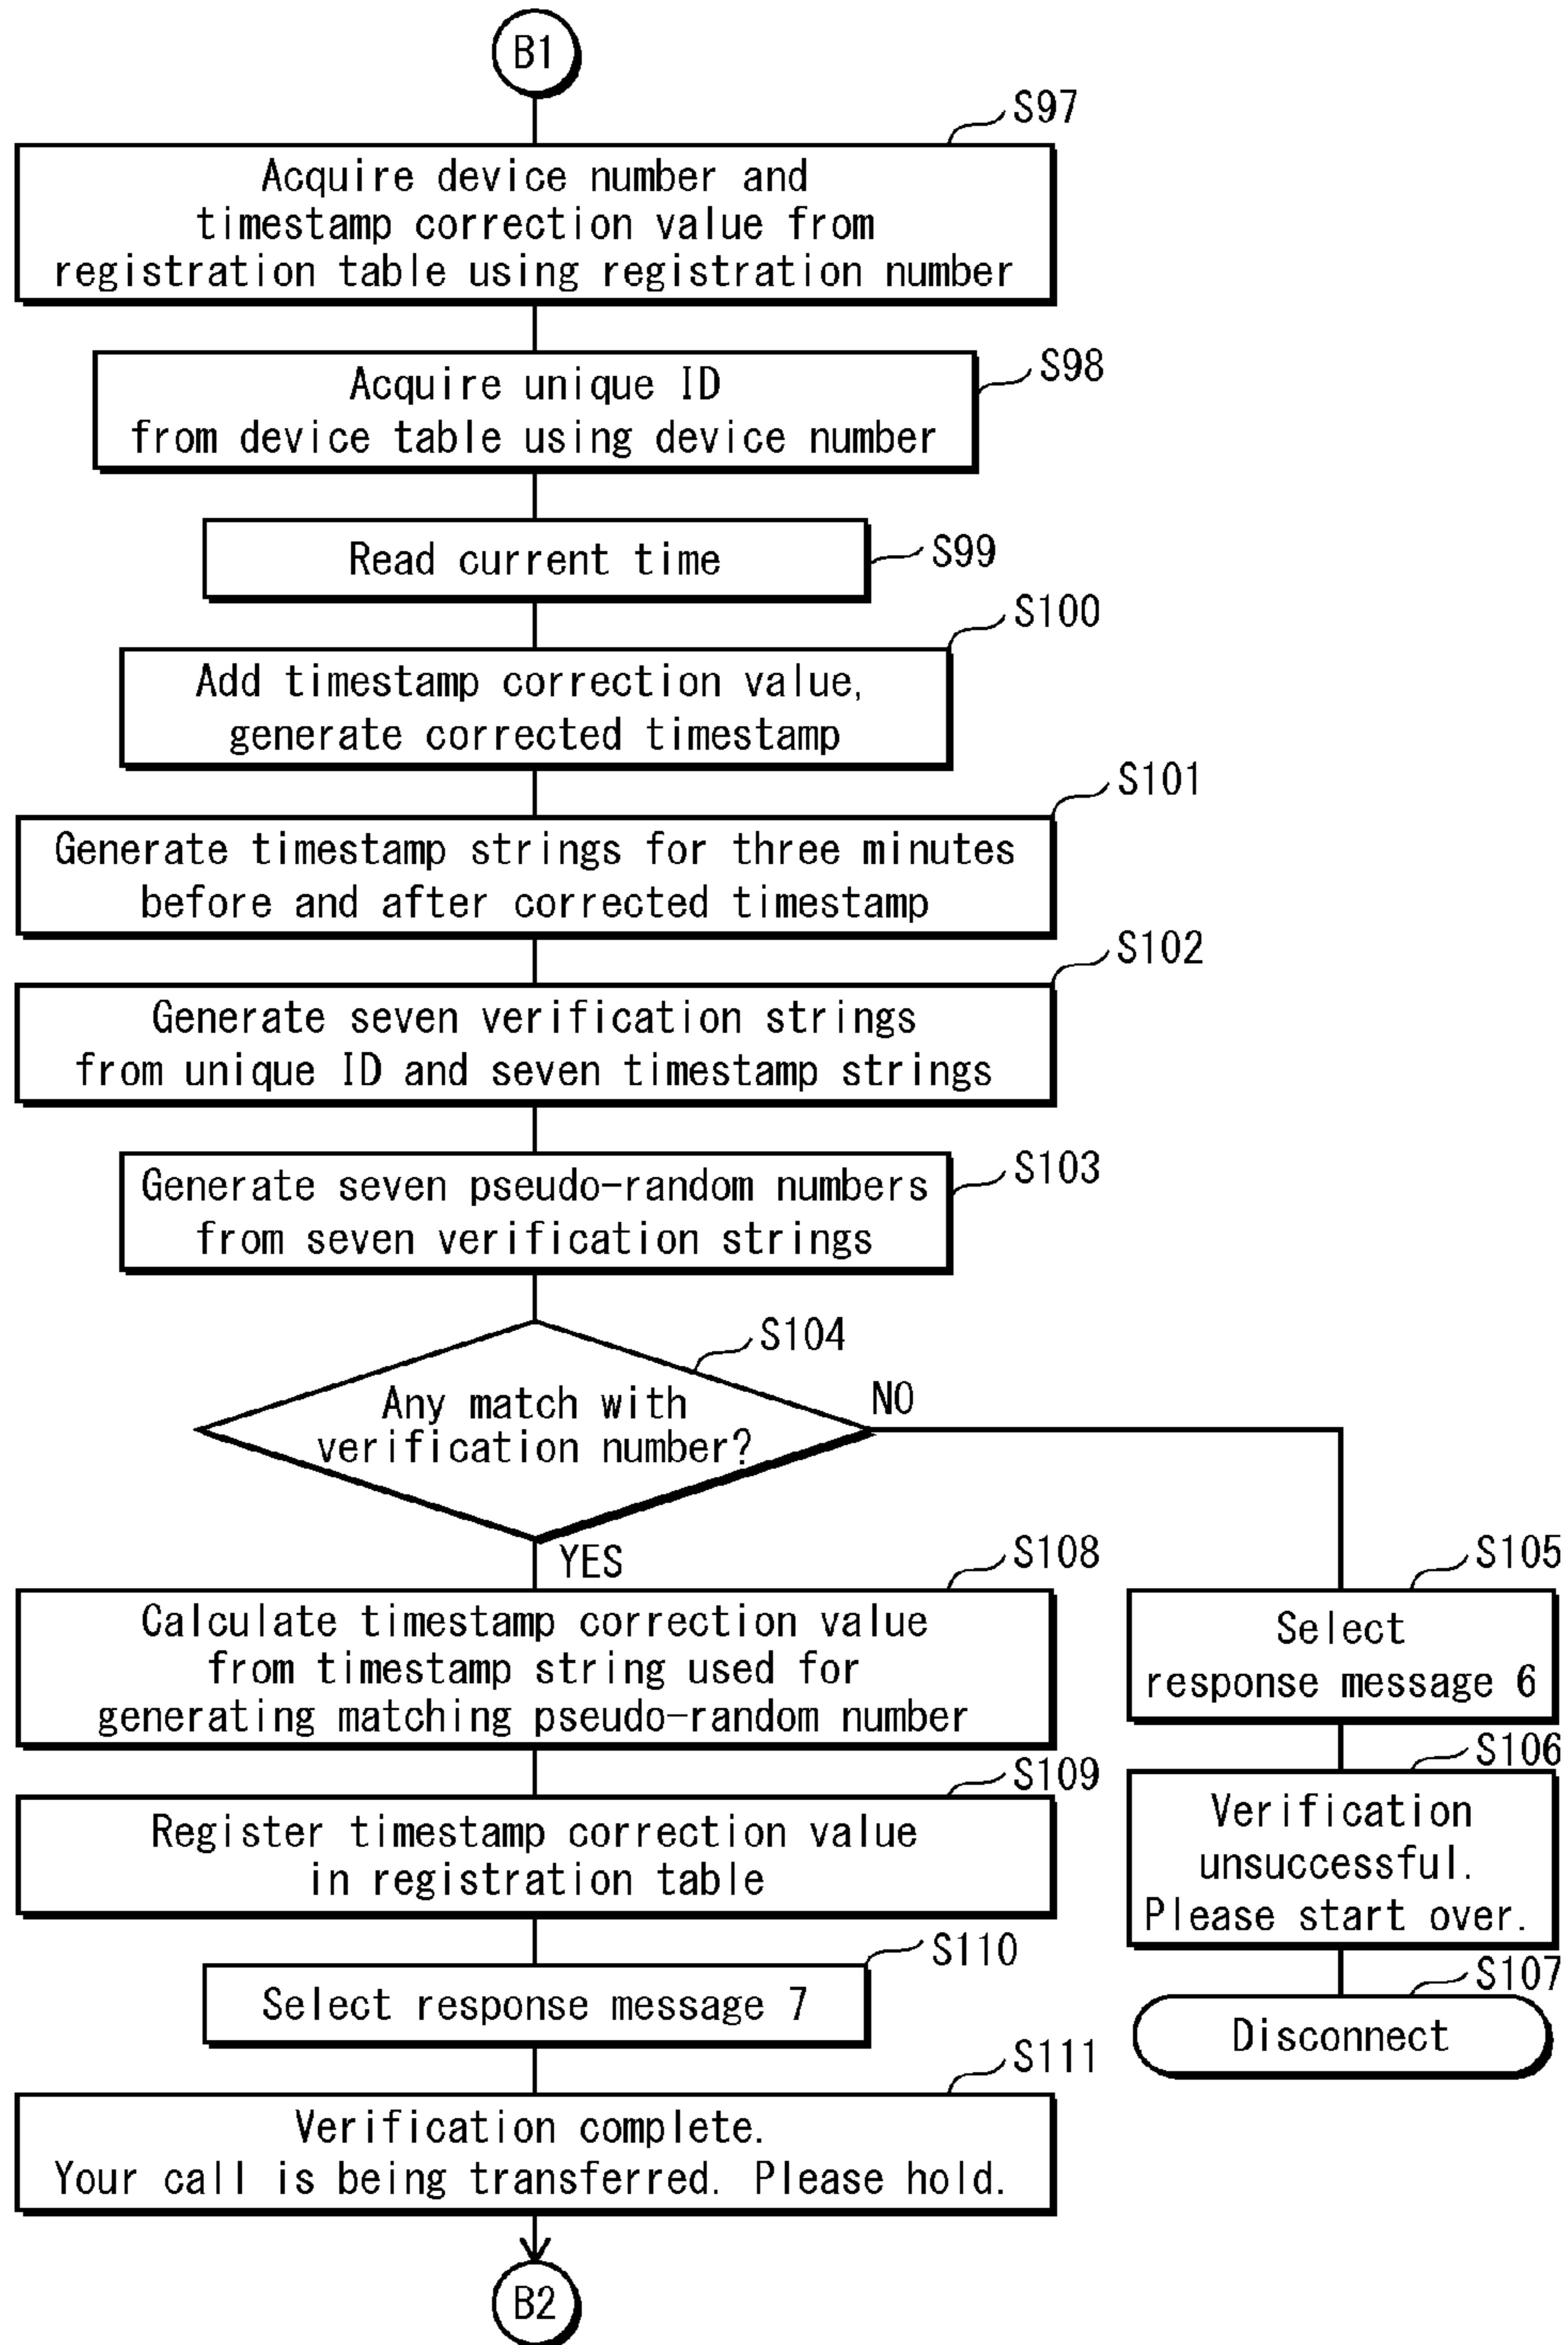 B1
S97
Acquire device number and
timestamp correction value from
registration table using registration number
S98
Acquire unique ID
from device table using device number
S99
Read current time
S100
Add timestamp correction value,
generate corrected timestamp
S101
Generate timestamp strings for three minutes
before and after corrected timestamp
S102
Generate seven verification strings
from unique ID and seven timestamp strings
S103
Generate seven pseudo-random numbers
from seven verification strings
S104
Any match with
verification number?
NO
YES
S108
Calculate timestamp correction value
from timestamp string used for
generating matching pseudo-random number
S109
Register timestamp correction value
in registration table
S110
Select response message 7
S111
Verification complete.
Your call is being transferred. Please hold.
B2
S105
Select
response message 6
S106
Verification
unsuccessful.
Please start over.
S107
Disconnect